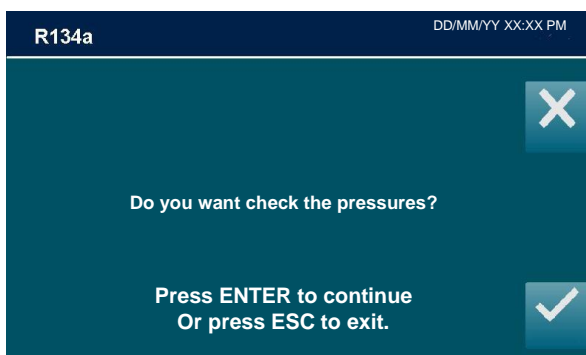 R134a
DD/MM/YY XX:XX PM
Do you want check the pressures?
Press ENTER to continue
Or press ESC to exit.